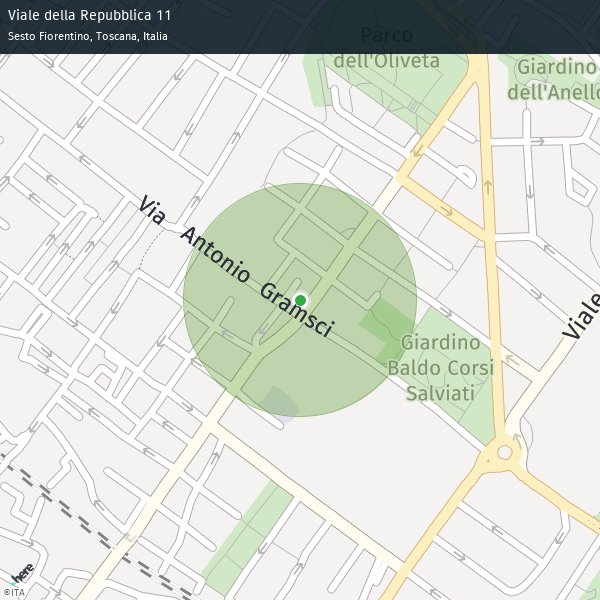 Viale della Repubblica 11
Sesto Fiorentino, Toscana, Italia
Parco
dell'Oliveta
Giardino
dell'Anello
Via Antonio Gramsci
Viale
Giardino
Baldo Corsi
Salviati
here
©ITA